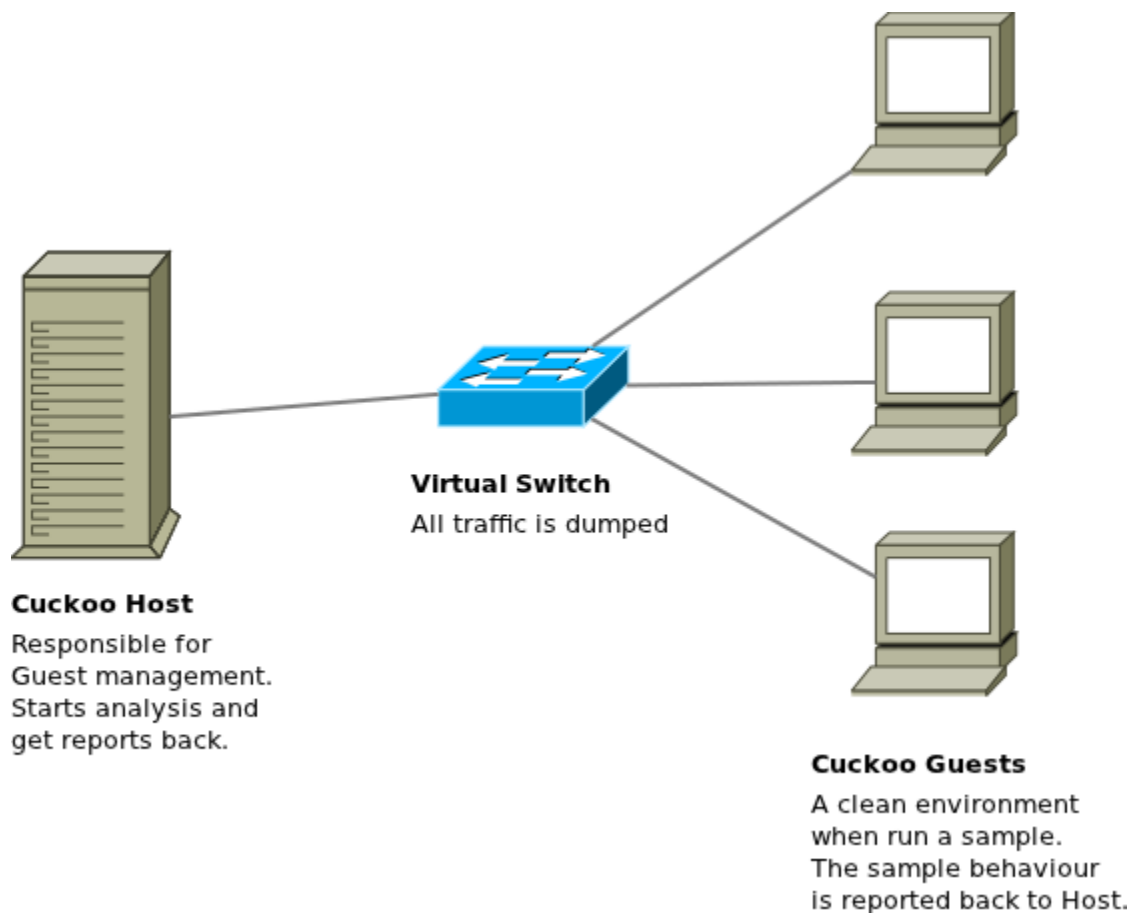 Virtual Switch
All traffic is dumped
Cuckoo Host
Responsible for
Guest management.
Starts analysis and
get reports back.
Cuckoo Guests
A clean environment
when run a sample.
The sample behaviour
is reported back to Host.